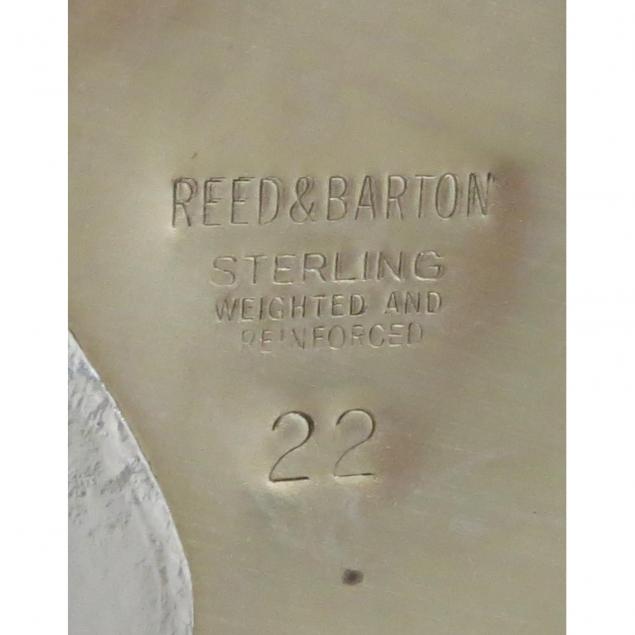 REED&BARTON
STERLING
WEIGHTED AND
REINFORCED
22